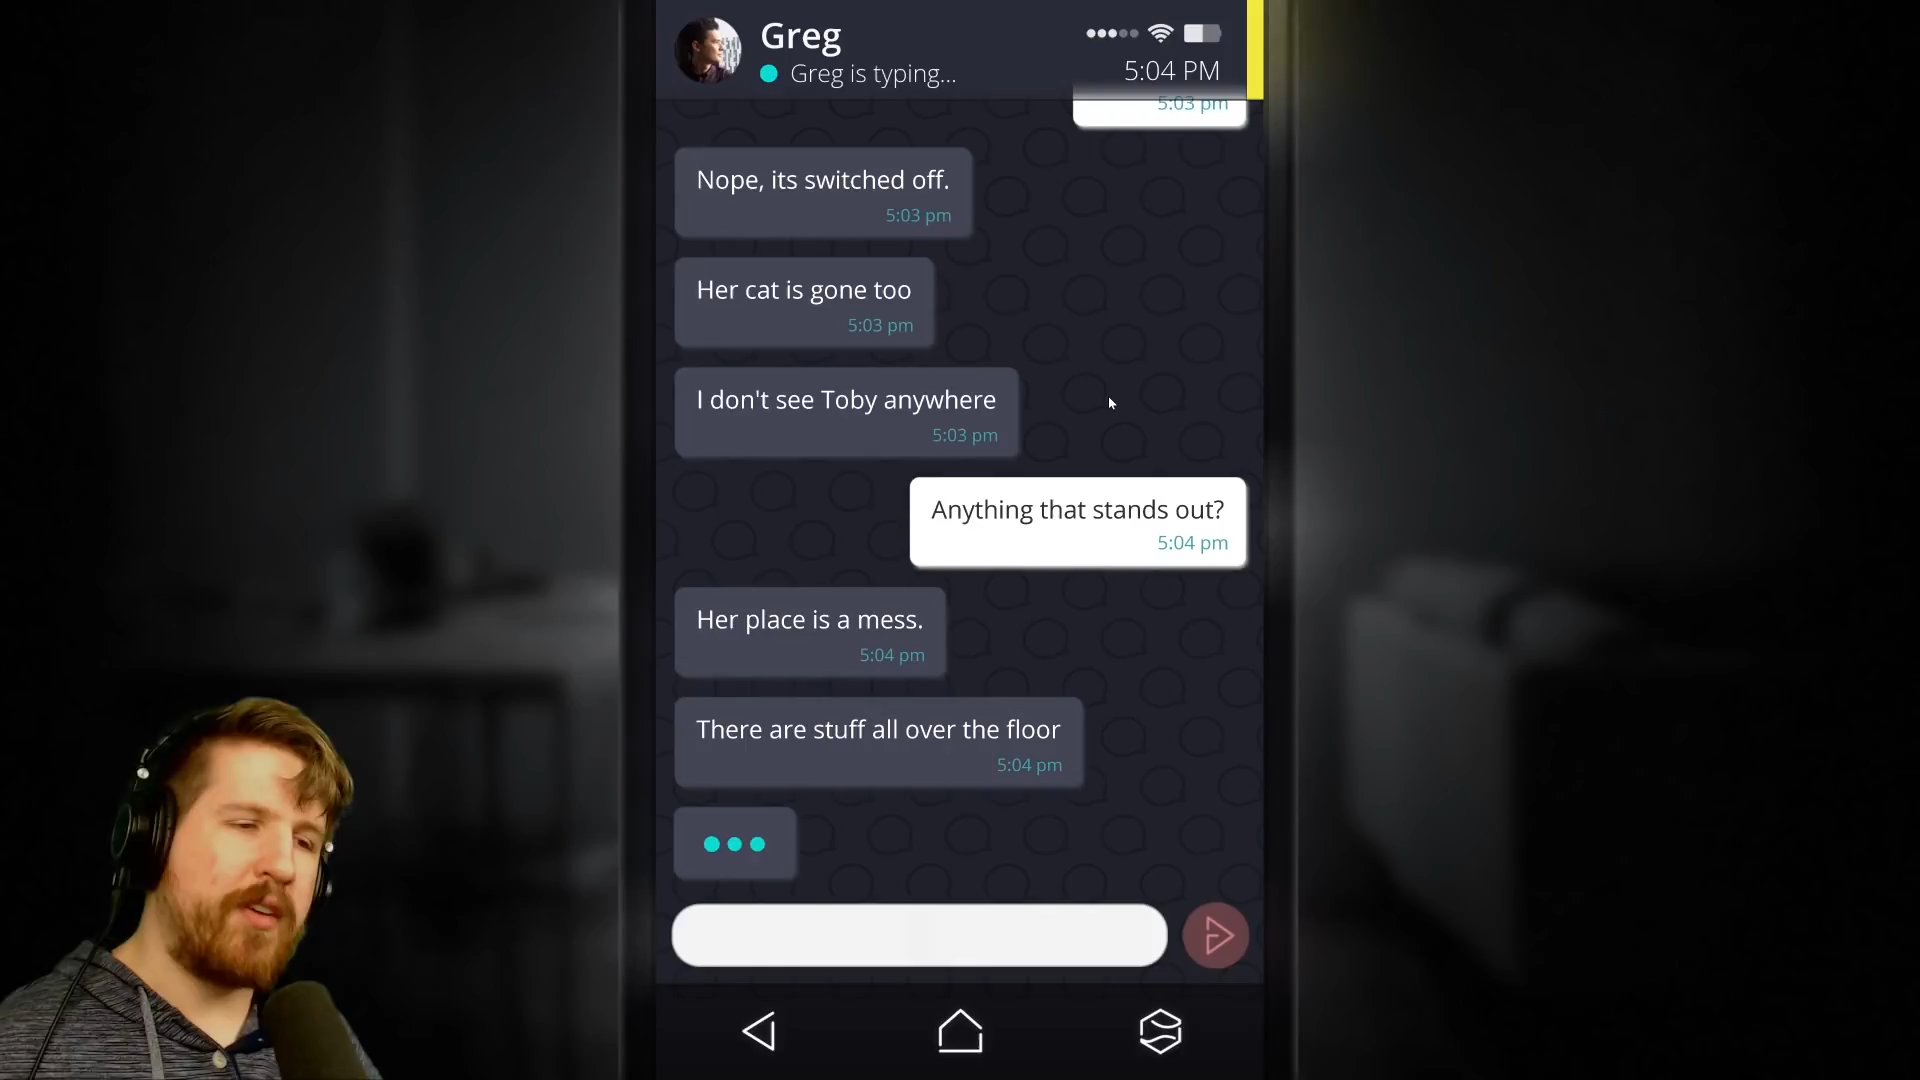 Greg
Greg is typing...
5:04 PM
5:03 pm
Nope, its switched off.
5:03 pm
Her cat is gone too
5:03 pm
I don't see Toby anywhere
5:03 pm
Anything that stands out?
5:04 pm
Her place is a mess.
5:04 pm
There are stuff all over the floor
5:04 pm